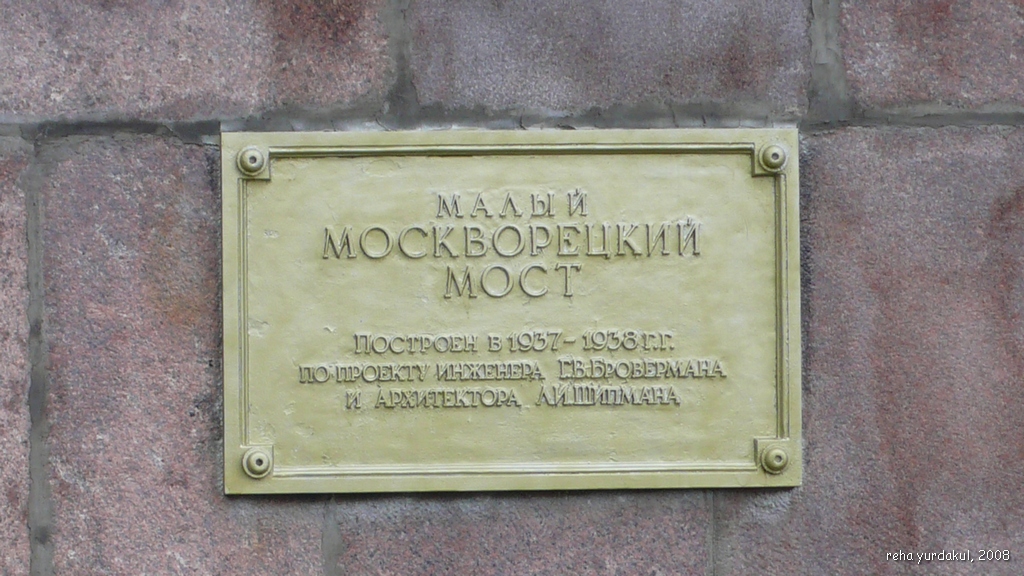 МАЛЫЙ
МОСКВОРЕЦКИЙ
МОСТ
ПОСТРОЕН В 1937-1938 Г.Г.
ПО ПРОЕКТУ ИНЖЕНЕРА Г.В.БРОВЕРМАНА
И АРХИТЕКТОРА Л.И.ШИПМАНА
reha yurdakul, 2008